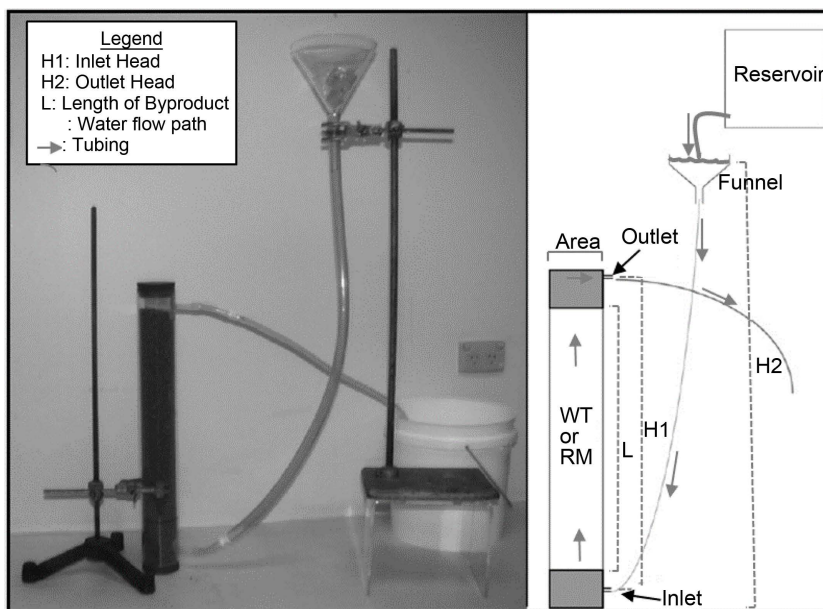 Legend
H1: Inlet Head
H2: Outlet Head
L: Length of Byproduct
: Water flow path
: Tubing
Reservoir
Funnel
Area
Outlet
H2
WT
or
RM
L
H1
Inlet